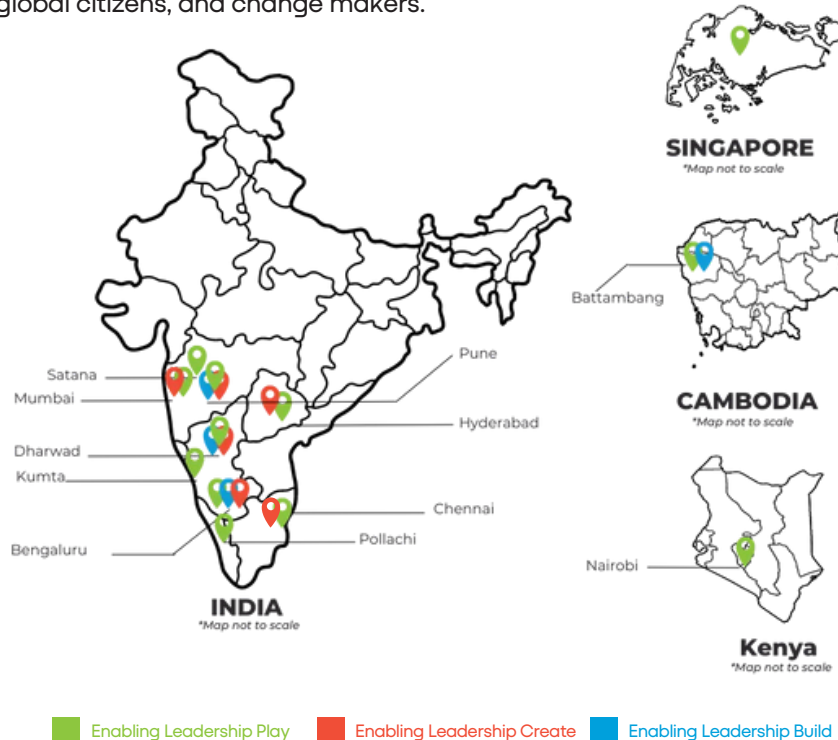 global citizens, and change makers.
SINGAPORE
*Map not to scale
Battambang
CAMBODIA
*Map not to scale
Satana
Mumbai
Dharwad
Kumta
Bengaluru
Pune
Hyderabad
Chennai
Pollachi
INDIA
*Map not to scale
Nairobi
Kenya
*Map not to scale
Enabling Leadership Play
Enabling Leadership Create
Enabling Leadership Build